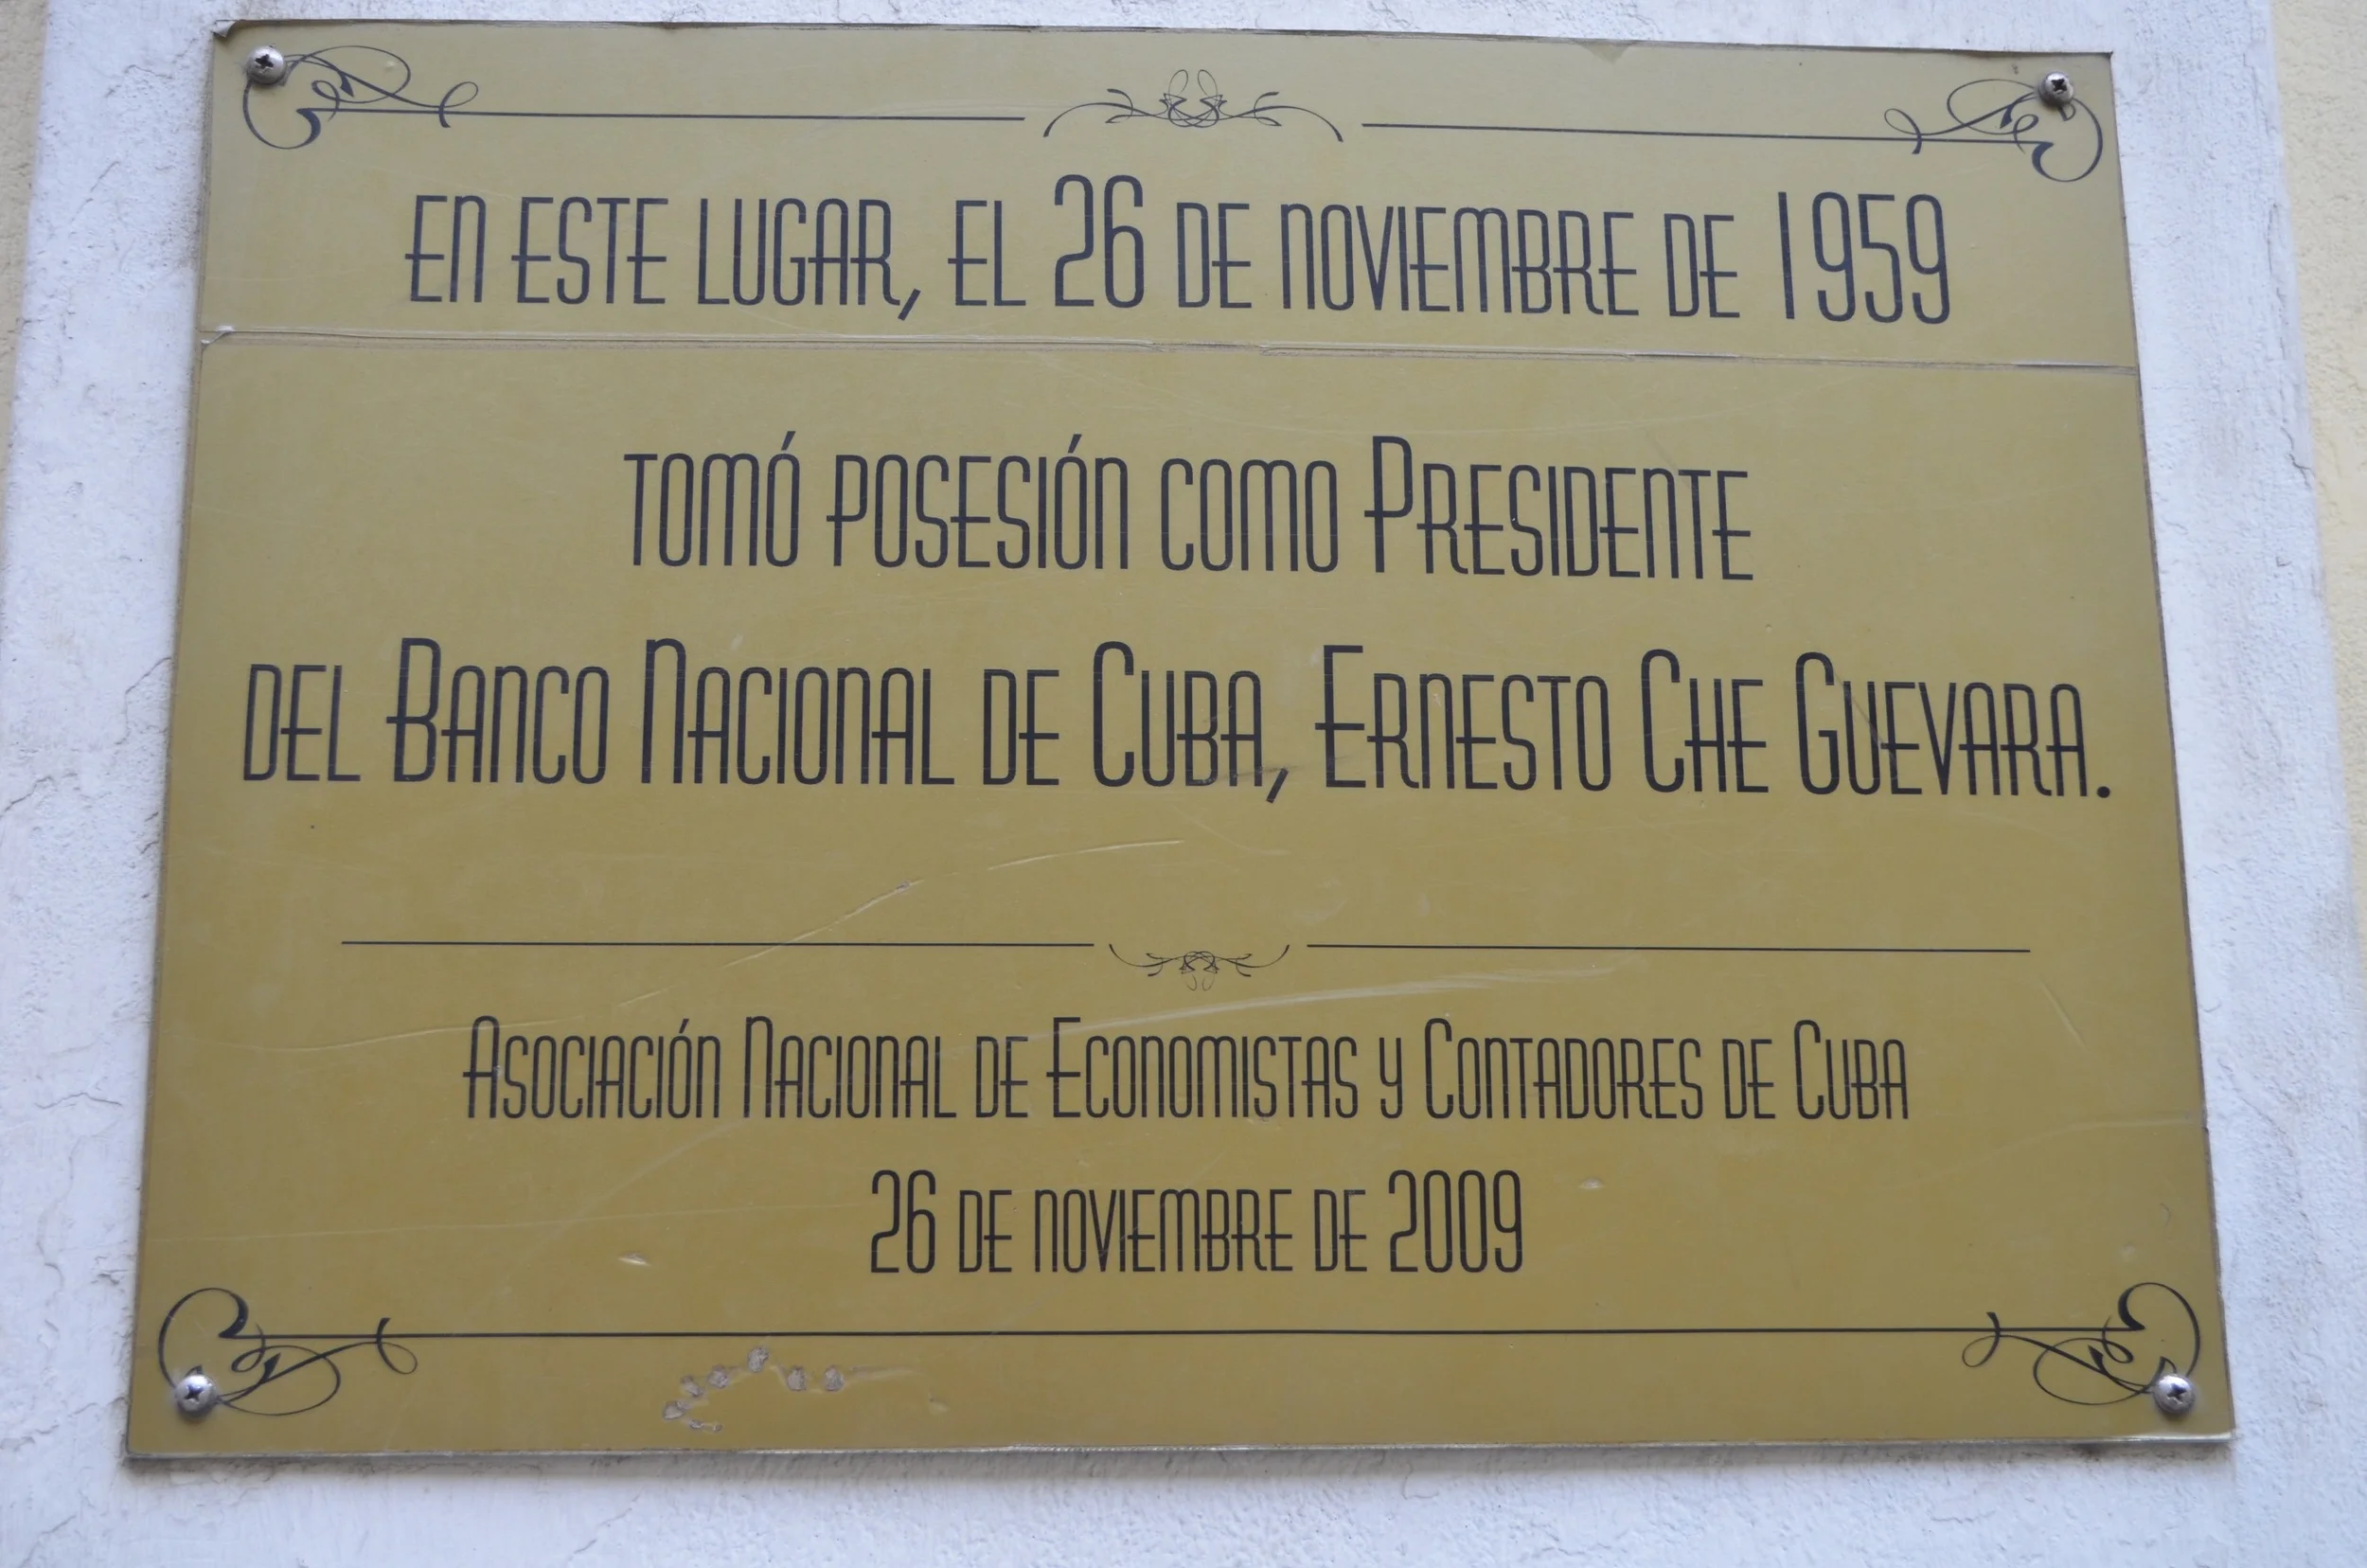 EN ESTE LUGAR, EL 26 DE NOVIEMBRE DE 1959
TOMÓ POSESIÓN COMO PRESIDENTE
DEL BANCO NACIONAL DE CUBA, ERNESTO CHE GUEVARA.
ASOCIACIÓN NACIONAL DE ECONOMISTAS Y CONTADORES DE CUBA
26 DE NOVIEMBRE DE 2009